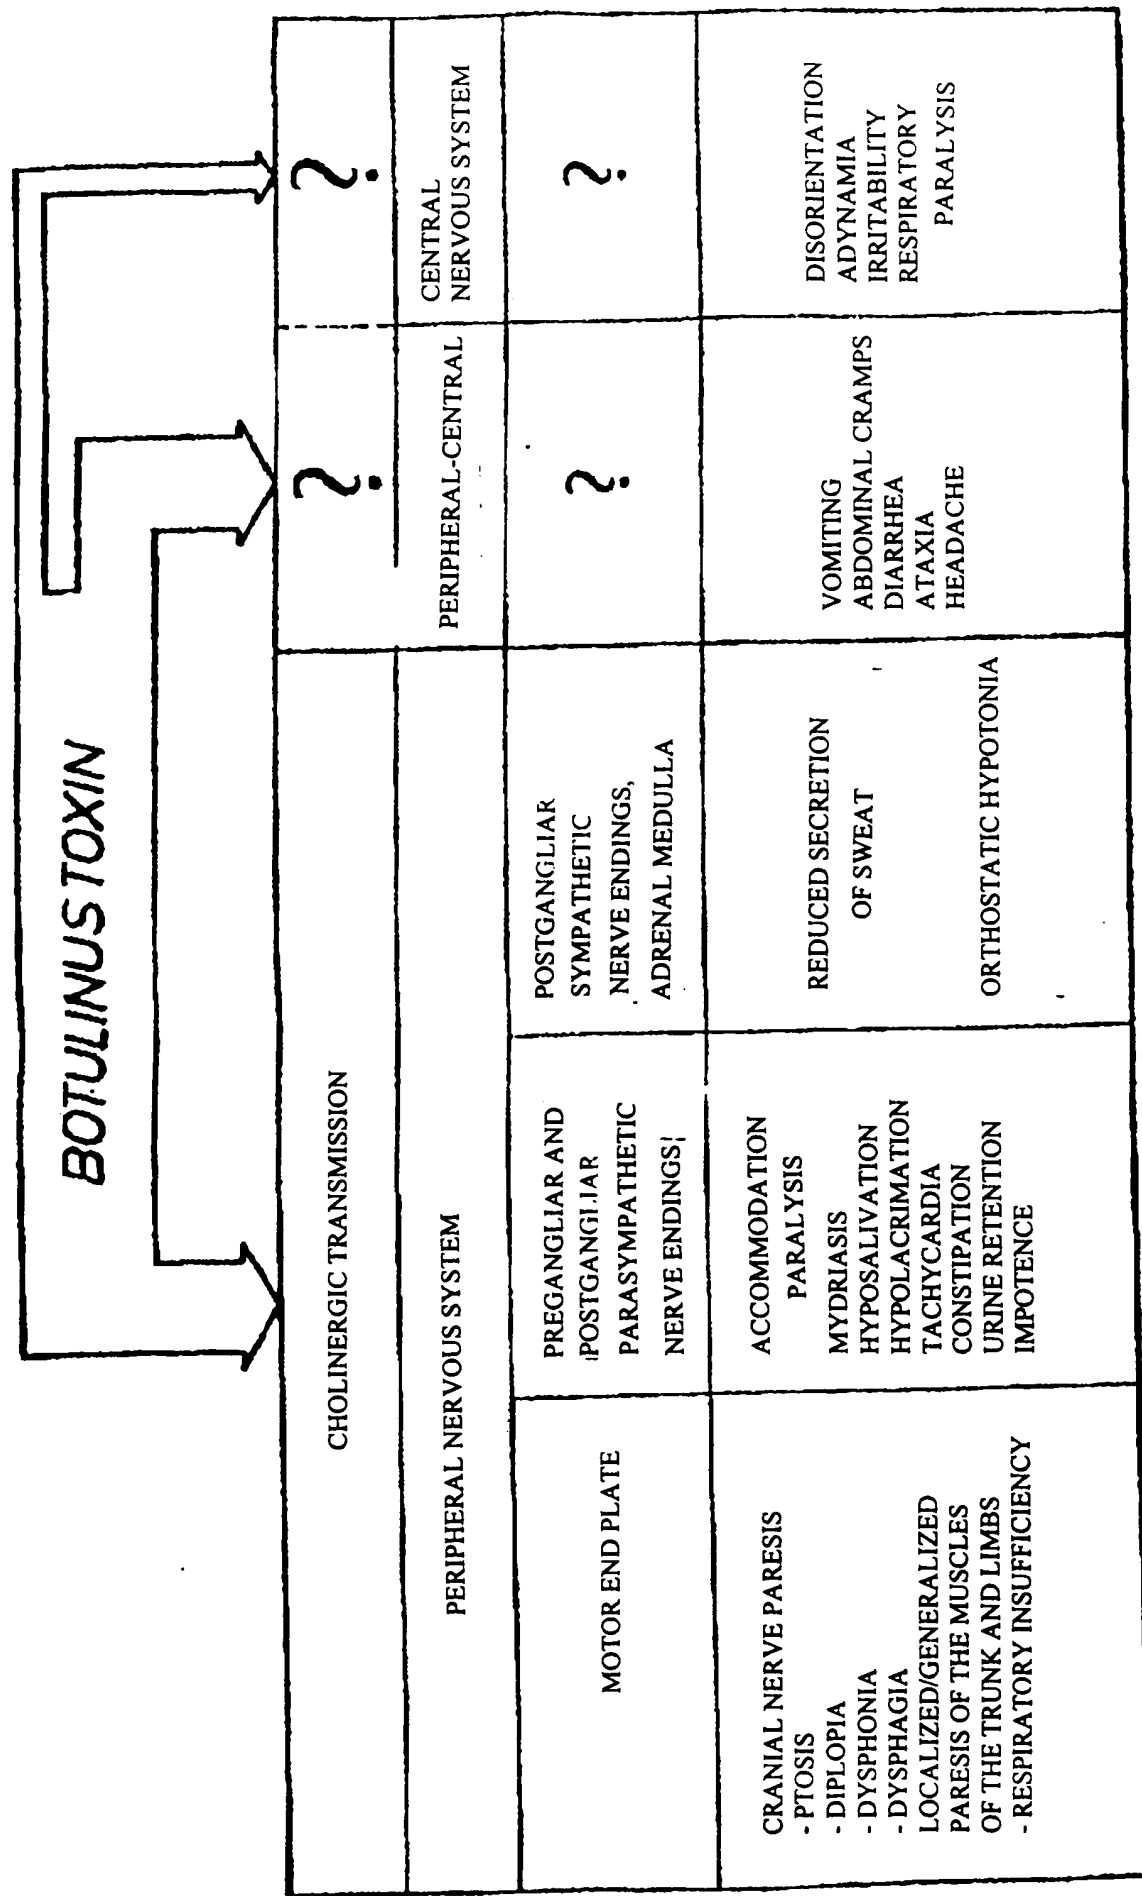 BOTULINUS TOXIN
CHOLINERGIC TRANSMISSION
?
?
PERIPHERAL NERVOUS SYSTEM
PERIPHERAL-CENTRAL
CENTRAL
NERVOUS SYSTEM
MOTOR END PLATE
PREGANGLIAR AND
POSTGANGLIAR
PARASYMPATHETIC
NERVE ENDINGS
POSTGANGLIAR
SYMPATHETIC
NERVE ENDINGS,
ADRENAL MEDULLA
?
?
CRANIAL NERVE PARESIS
- PTOSIS
- DIPLOPIA
- DYSPHONIA
- DYSPHAGIA
LOCALIZED/GENERALIZED
PARESIS OF THE MUSCLES
OF THE TRUNK AND LIMBS
- RESPIRATORY INSUFFICIENCY
ACCOMMODATION
PARALYSIS
MYDRIASIS
HYPOSALIVATION
HYPOLACRIMATION
TACHYCARDIA
CONSTIPATION
URINE RETENTION
IMPOTENCE
REDUCED SECRETION
OF SWEAT
ORTHOSTATIC HYPOTONIA
VOMITING
ABDOMINAL CRAMPS
DIARRHEA
ATAXIA
HEADACHE
DISORIENTATION
ADYNAMIA
IRRITABILITY
RESPIRATORY
PARALYSIS